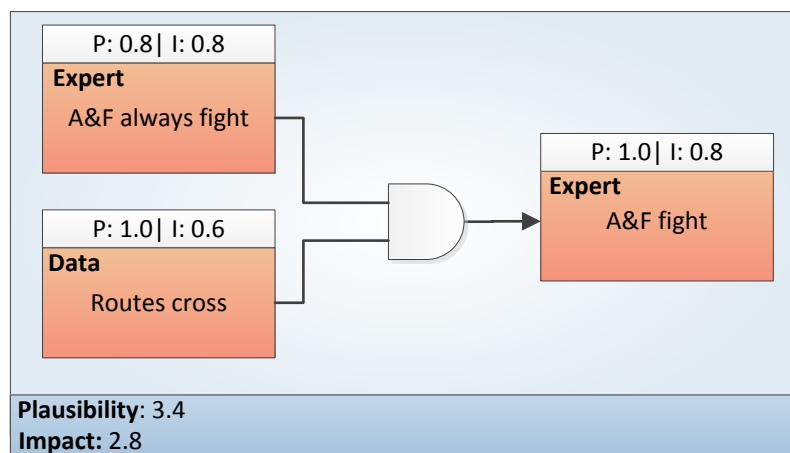 P: 0.8| I: 0.8
Expert
A&F always fight
P: 1.0| I: 0.6
Data
Routes cross
P: 1.0| I: 0.8
Expert
A&F fight
Plausibility: 3.4
Impact: 2.8